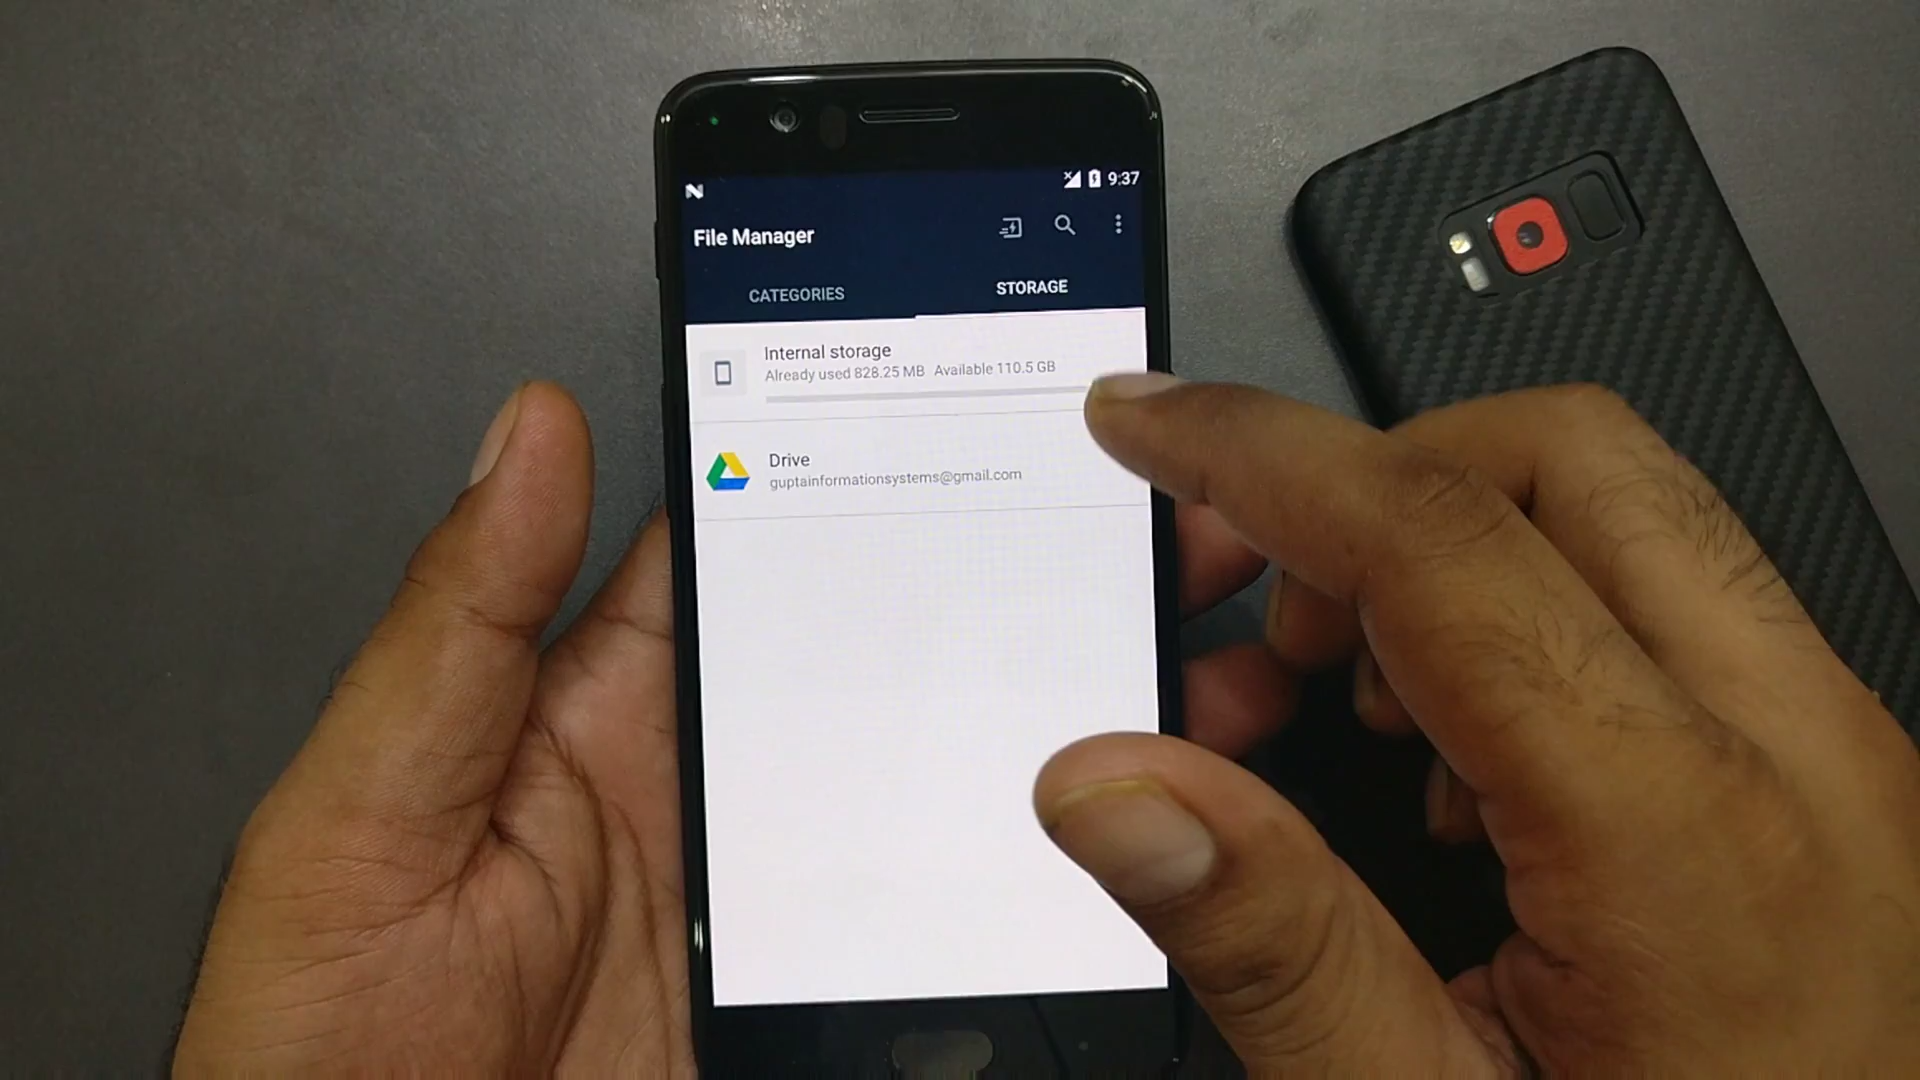 9:37
File Manager
CATEGORIES STORAGE
Internal storage
Already used 828.25 MB Available 110.5 GB
Drive
guptainformationsystems@gmail.com